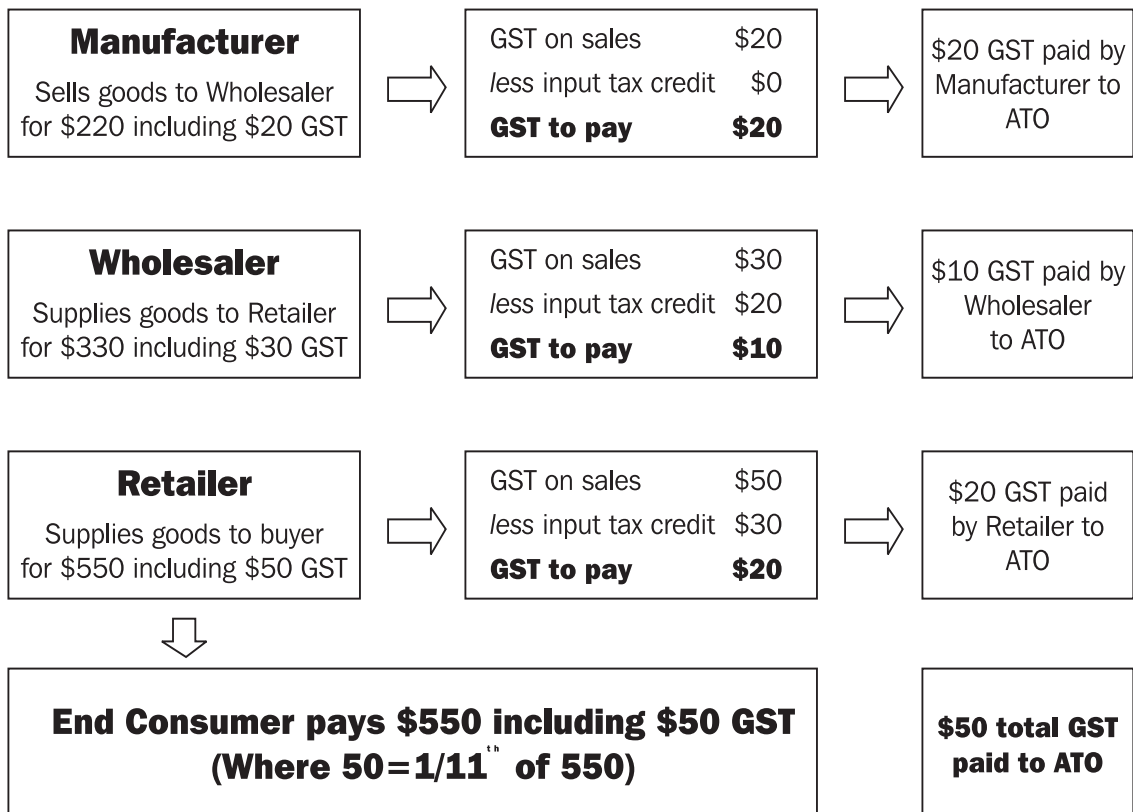 Manufacturer
Sells goods to Wholesaler
for $220 including $20 GST
GST on sales $20
less input tax credit $0
GST to pay $20
$20 GST paid by
Manufacturer to
ATO
Wholesaler
Supplies goods to Retailer
for $330 including $30 GST
GST on sales $30
less input tax credit $20
GST to pay $10
$10 GST paid by
Wholesaler
to ATO
Retailer
Supplies goods to buyer
for $550 including $50 GST
GST on sales $50
less input tax credit $30
GST to pay $20
$20 GST paid
by Retailer to
ATO
End Consumer pays $550 including $50 GST
(Where 50=1/11th of 550)
$50 total GST
paid to ATO